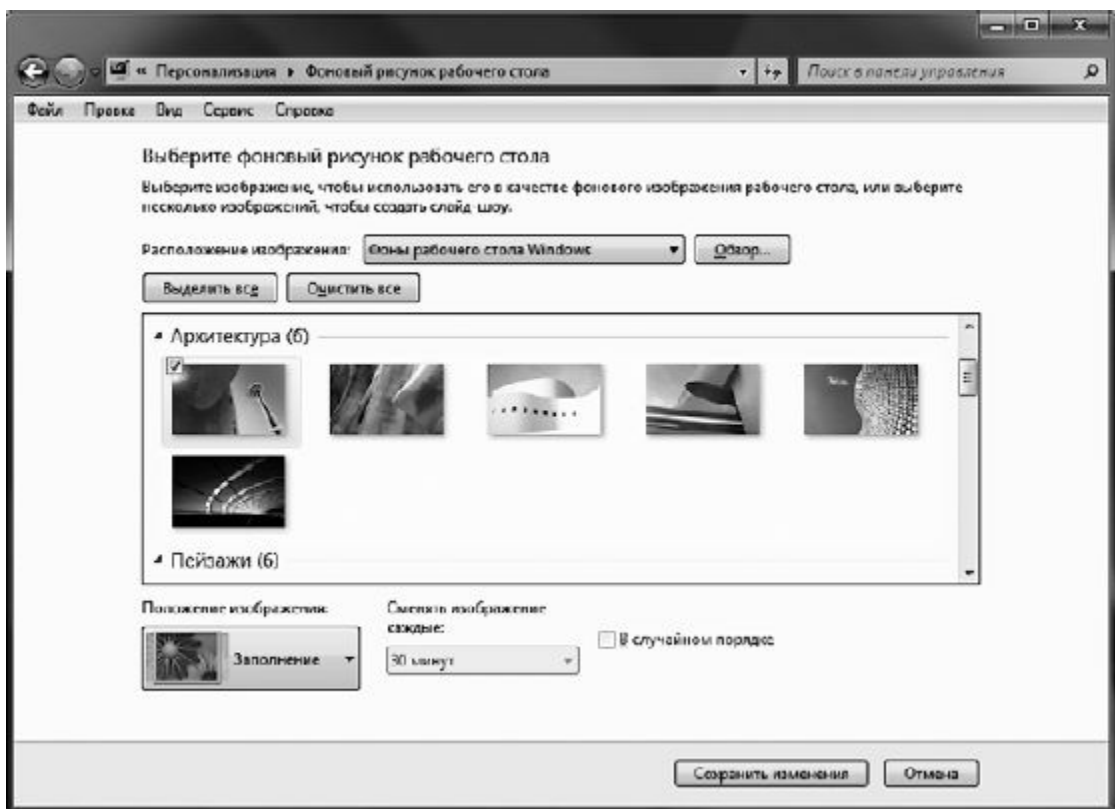 « Персонализация ▸ Фоновый рисунок рабочего стола
Поиск в панели управления
Файл Правка Вид Сервис Справка
Выберите фоновый рисунок рабочего стола
Выберите изображение, чтобы использовать его в качестве фонового изображения рабочего стола, или выберите
несколько изображений, чтобы создать слайд-шоу.
Расположение изображения: Фоны рабочего стола Windows Обзор...
Выделить все Очистить все
Архитектура (6)
Пейзажи (6)
Положение изображения:
Заполнение
Сменять изображение
каждые:
30 минут
В случайном порядке
Сохранить изменения Отмена